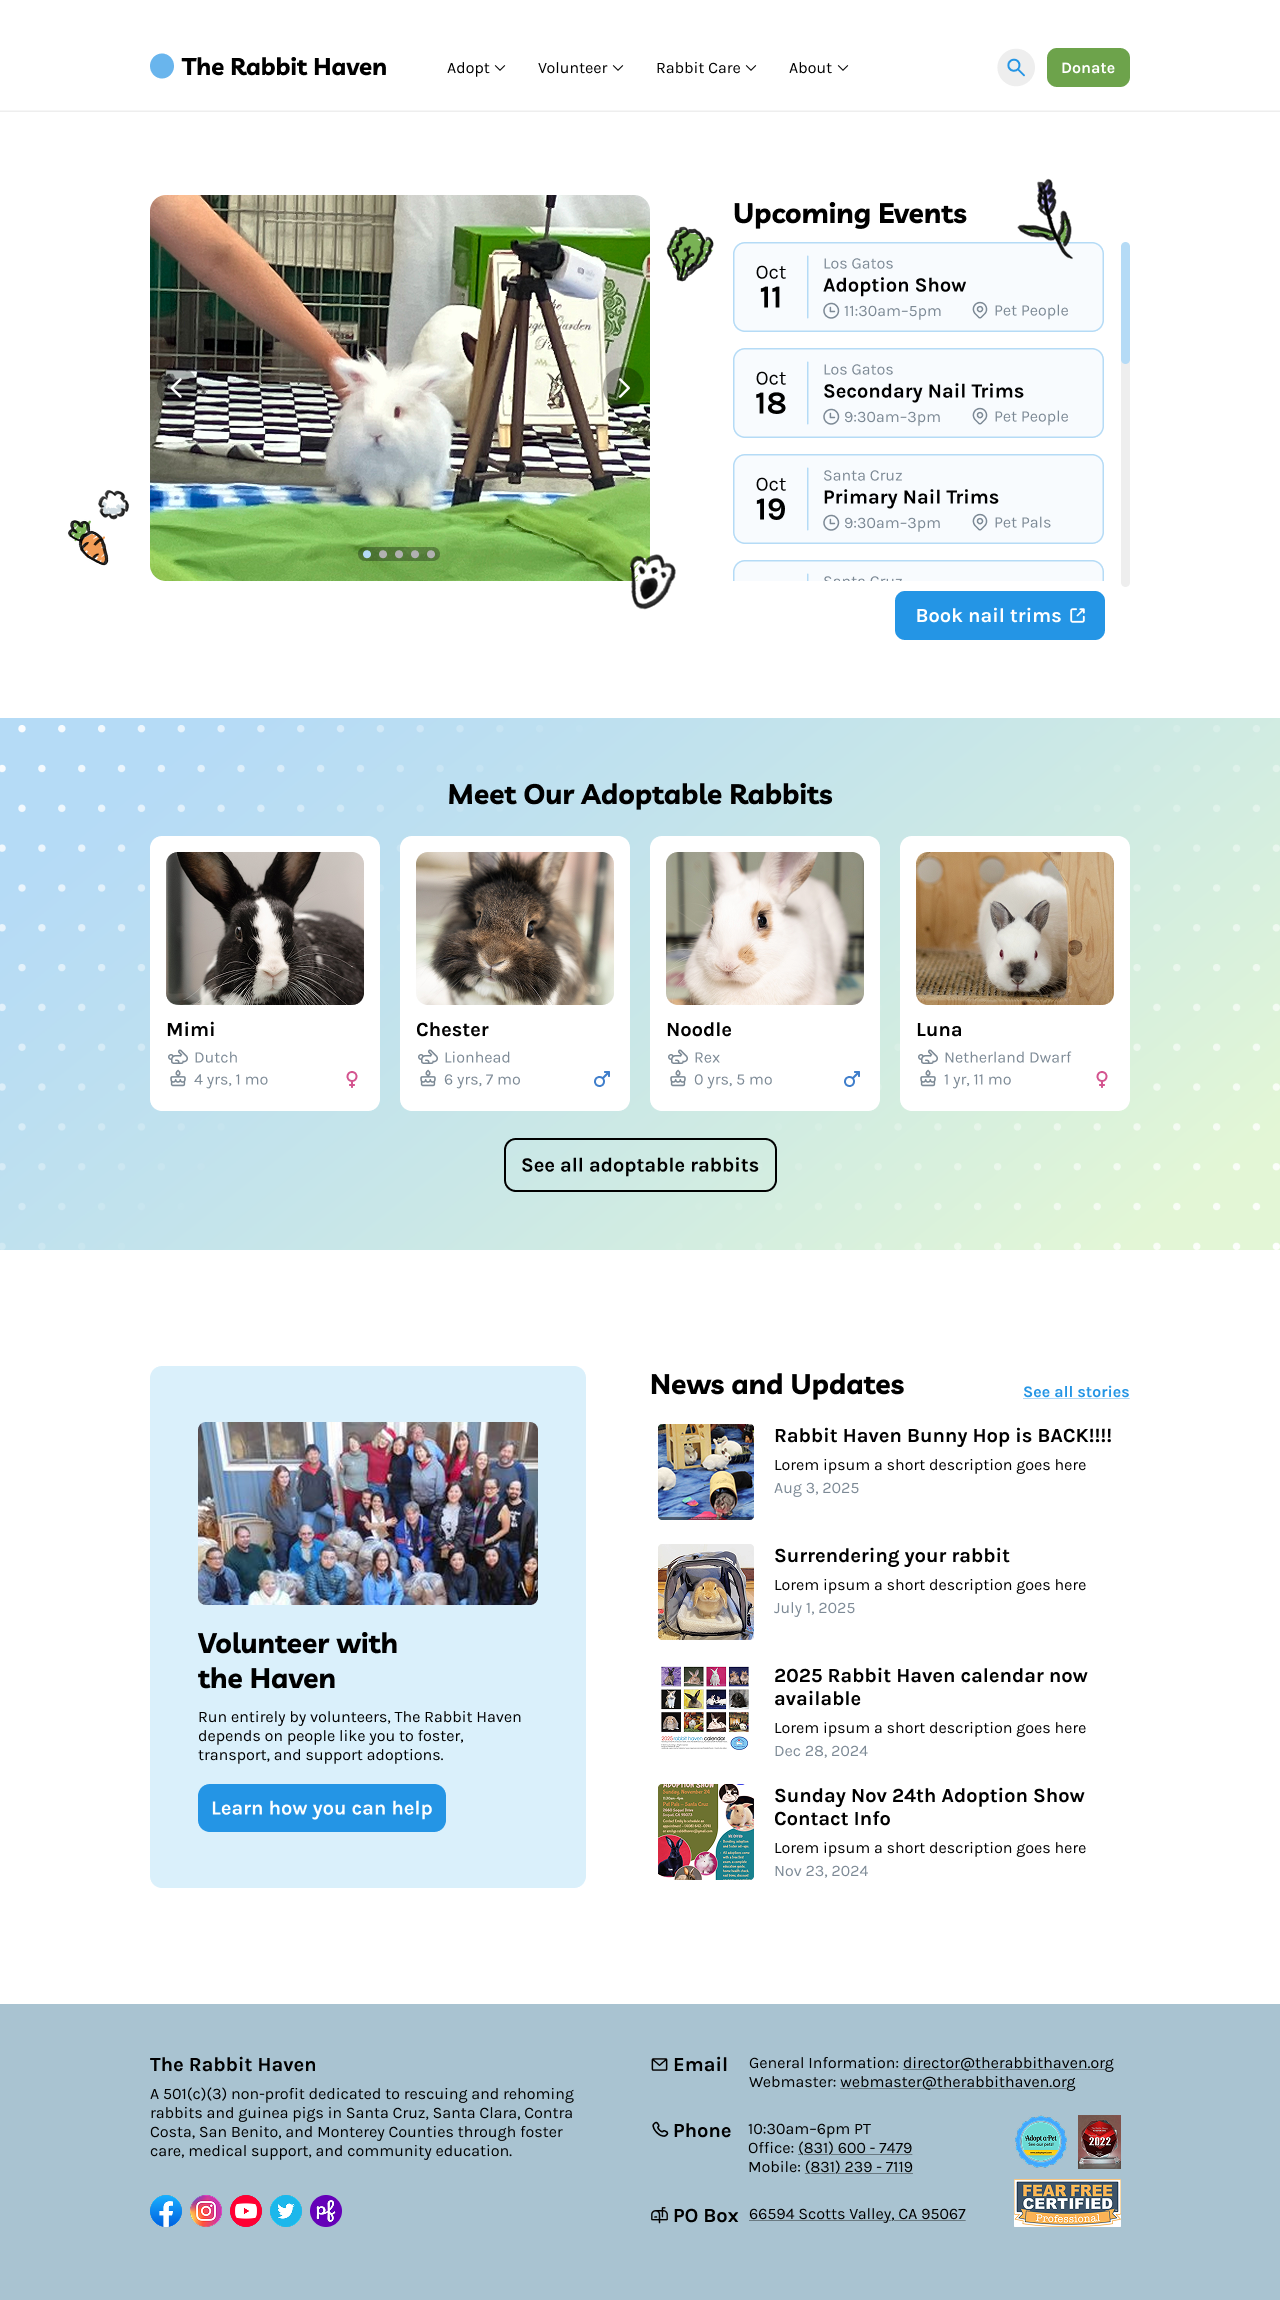 The Rabbit Haven
Adopt
Volunteer
Rabbit Care
About
Donate
Upcoming Events
Oct
11
Los Gatos
Adoption Show
11:30am–5pm
Pet People
Oct
18
Los Gatos
Secondary Nail Trims
9:30am–3pm
Pet People
Oct
19
Santa Cruz
Primary Nail Trims
9:30am–3pm
Pet Pals
Santa Cruz
Book nail trims
Meet Our Adoptable Rabbits
Mimi
Dutch
4 yrs, 1 mo
Chester
Lionhead
6 yrs, 7 mo
Noodle
Rex
0 yrs, 5 mo
Luna
Netherland Dwarf
1 yr, 11 mo
See all adoptable rabbits
Volunteer with
the Haven
Run entirely by volunteers, The Rabbit Haven
depends on people like you to foster,
transport, and support adoptions.
Learn how you can help
News and Updates
See all stories
Rabbit Haven Bunny Hop is BACK!!!!
Lorem ipsum a short description goes here
Aug 3, 2025
Surrendering your rabbit
Lorem ipsum a short description goes here
July 1, 2025
2025 rabbit haven calendar
2025 Rabbit Haven calendar now
available
Lorem ipsum a short description goes here
Dec 28, 2024
ADOPTION SHOW
Sunday, November 24
Sunday Nov 24th Adoption Show
Contact Info
Lorem ipsum a short description goes here
Nov 23, 2024
The Rabbit Haven
A 501(c)(3) non-profit dedicated to rescuing and rehoming
rabbits and guinea pigs in Santa Cruz, Santa Clara, Contra
Costa, San Benito, and Monterey Counties through foster
care, medical support, and community education.
Email
General Information: director@therabbithaven.org
Webmaster: webmaster@therabbithaven.org
Phone
10:30am–6pm PT
Office: (831) 600 - 7479
Mobile: (831) 239 - 7119
PO Box
66594 Scotts Valley, CA 95067
Adopt a Pet
2022
FEAR FREE
CERTIFIED
Professional